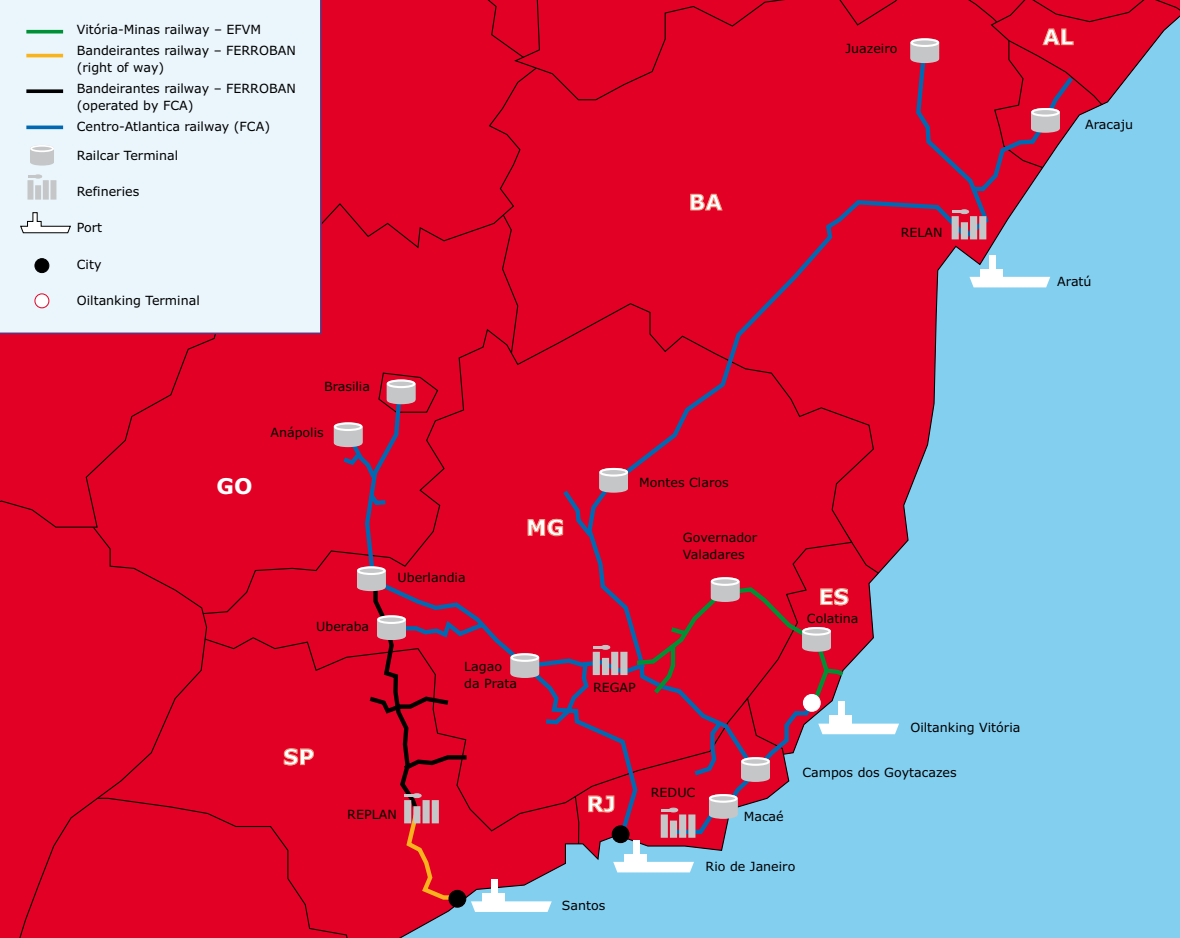 Vitória-Minas railway – EFVM
Bandeirantes railway – FERROBAN
(right of way)
Bandeirantes railway – FERROBAN
(operated by FCA)
Centro-Atlantica railway (FCA)
Railcar Terminal
Refineries
Port
City
Oiltanking Terminal
AL
Juazeiro
Aracaju
BA
RELAN
Aratú
Brasilia
Anápolis
GO
Montes Claros
MG
Governador
Valadares
Uberlandia
ES
Colatina
Uberaba
Lagao
da Prata
REGAP
Oiltanking Vitória
SP
Campos dos Goytacazes
REDUC
RJ
REPLAN
Macaé
Rio de Janeiro
Santos